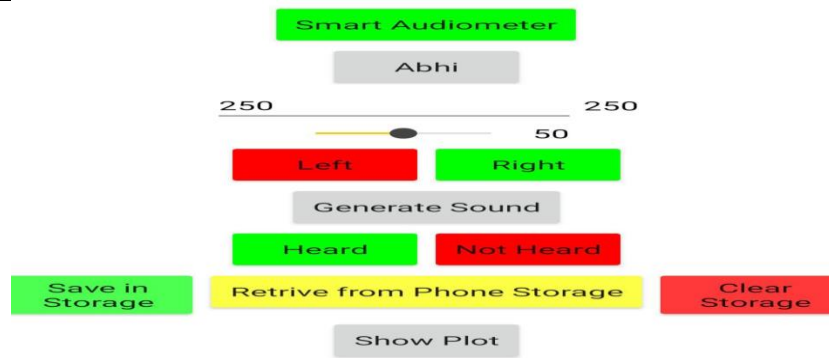 Smart Audiometer
Abhi
250 250
50
Left Right
Generate Sound
Heard Not Heard
Save in Storage Retrive from Phone Storage Clear Storage
Show Plot